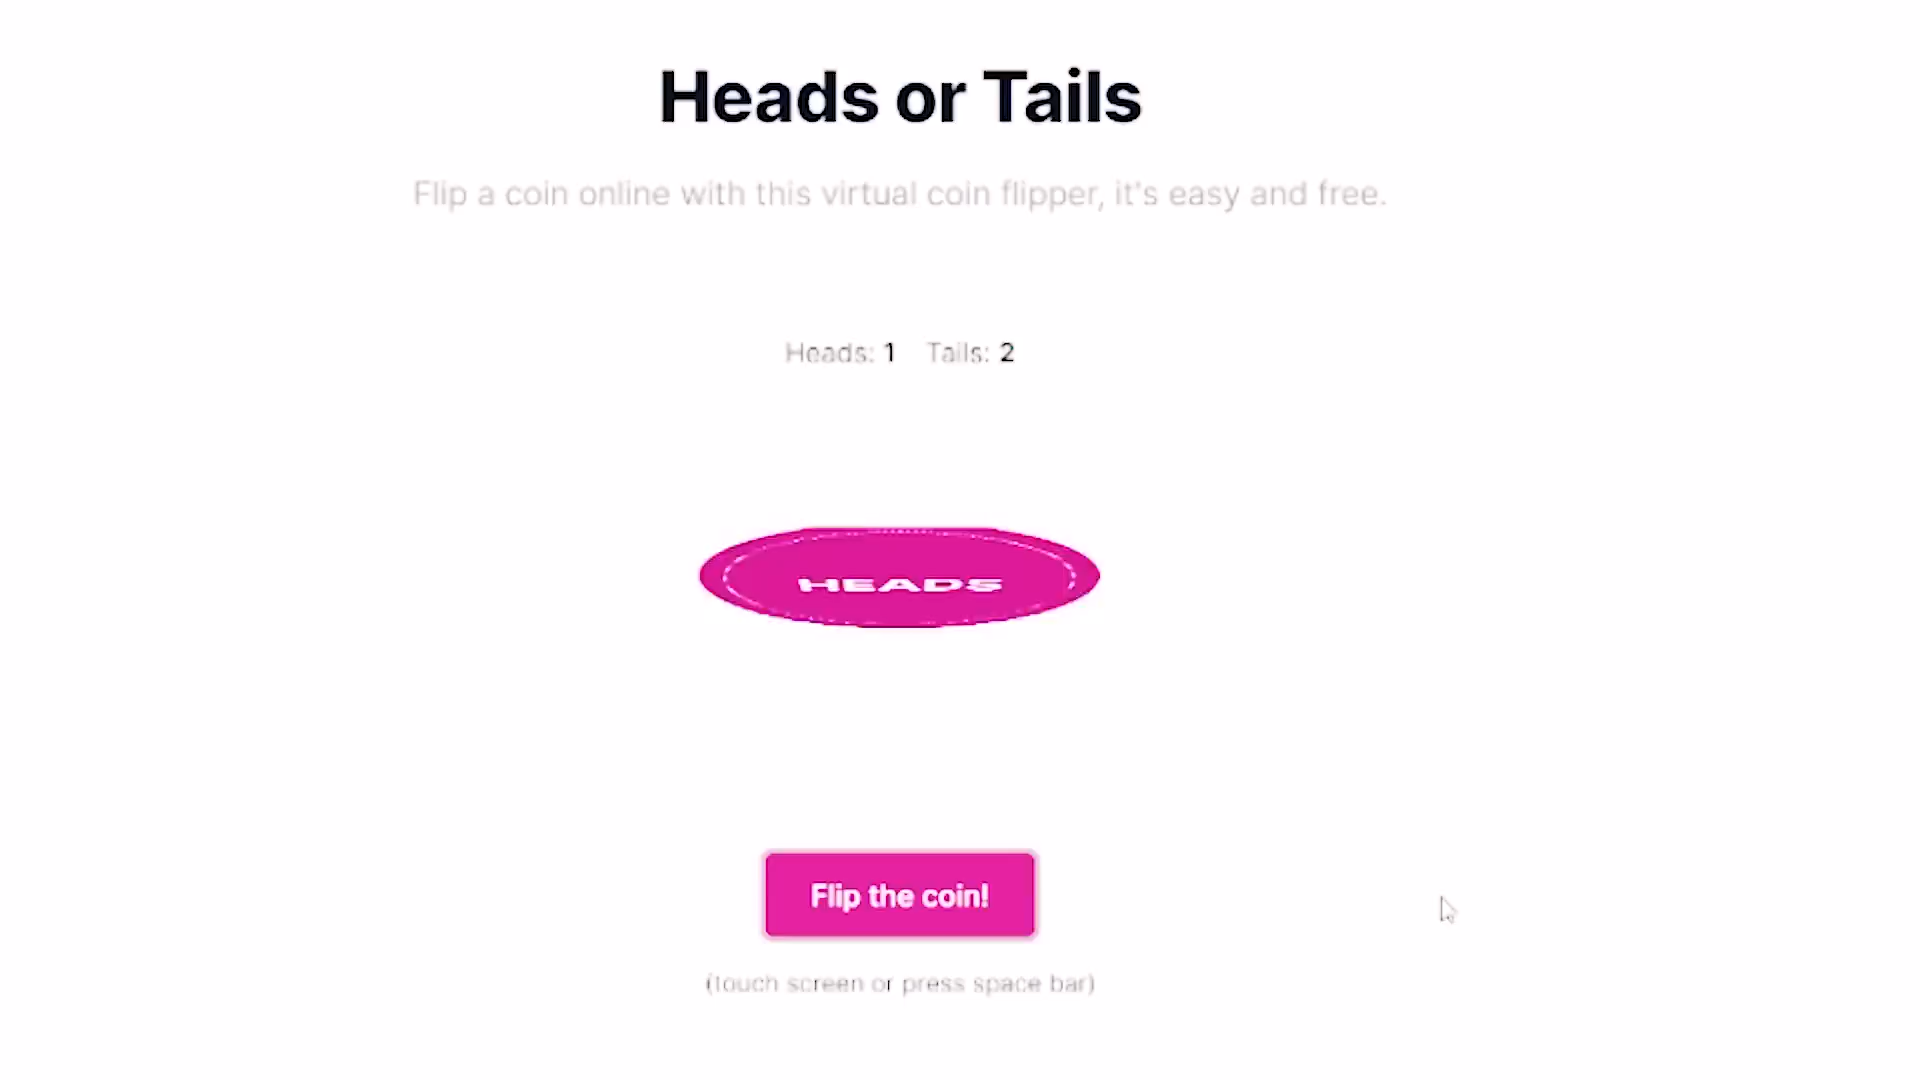 Heads or Tails
Flip a coin online with this virtual coin flipper, it's easy and free.
Heads: 1 Tails: 2
HEADS
Flip the coin!
(touch screen or press space bar)